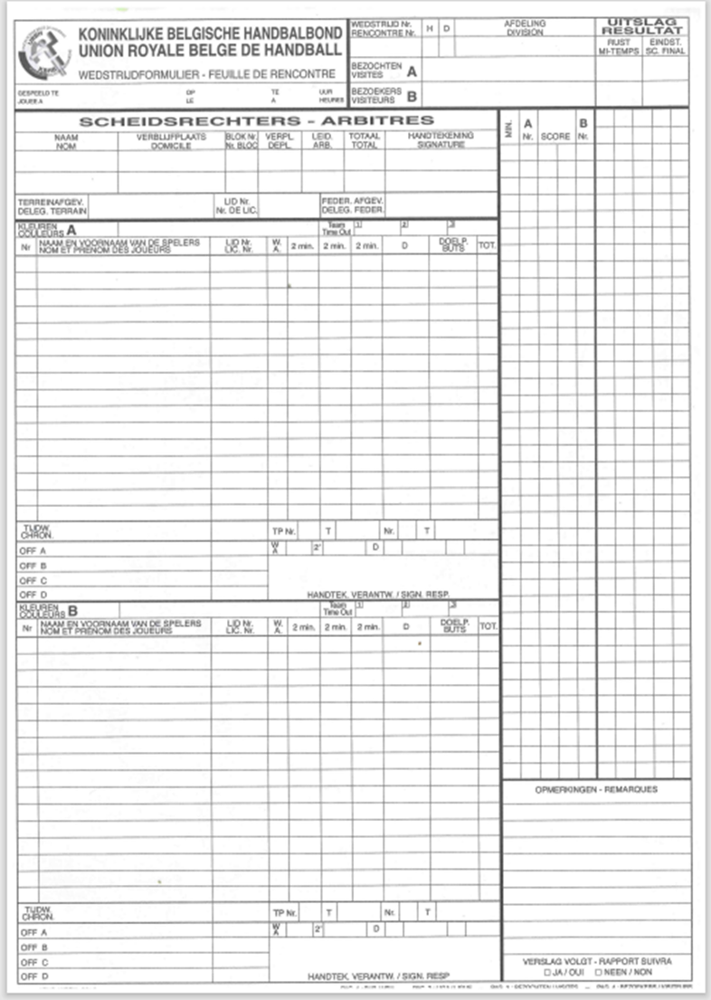 KONINKLIJKE BELGISCHE HANDBALBOND
UNION ROYALE BELGE DE HANDBALL
WEDSTRIJDFORMULIER - FEUILLE DE RENCONTRE
GESPEELD TE OP TE UUR
JOUE A LE A HEURES
WEDSTRIJD Nr. H D AFDELING
RENCONTRE Nr. DIVISION
BEZOCHTEN A
VISITES
BEZOEKERS B
VISITEURS
UITSLAG
RESULTAT
RUST EINDST.
MI-TEMPS SC. FINAL
SCHEIDSRECHTERS - ARBITRES
NAAM VERBLIJFPLAATS BLOK Nr. VERPL. LEID. TOTAAL HANDTEKENING
NOM DOMICILE Nr. BLOC DEPL. ARB. TOTAL SIGNATURE
TERREINAFGEV. LID Nr. FEDER. AFGEV.
DELEG. TERRAIN Nr. DE LIC. DELEG. FEDER.
MIN. A SCORE B
Nr. Nr.
KLEUREN A Team 1 2 3
COULEURS Time Out
Nr NAAM EN VOORNAAM VAN DE SPELERS LID Nr. W. 2 min. 2 min. 2 min. D DOELP. TOT.
NOM ET PRENOM DES JOUEURS LIC. Nr. A. BUTS
TIJDW. TP Nr. T Nr. T
CHRON.
OFF A W 2' D
A
OFF B
OFF C
OFF D HANDTEK. VERANTW. / SIGN. RESP.
KLEUREN B Team 1 2 3
COULEURS Time Out
Nr NAAM EN VOORNAAM VAN DE SPELERS LID Nr. W. 2 min. 2 min. 2 min. D DOELP. TOT.
NOM ET PRENOM DES JOUEURS LIC. Nr. A. BUTS
TIJDW. TP Nr. T Nr. T
CHRON.
OFF A W 2' D
A
OFF B
OFF C
OFF D HANDTEK. VERANTW. / SIGN. RESP
OPMERKINGEN - REMARQUES
VERSLAG VOLGT - RAPPORT SUIVRA
☐ JA / OUI ☐ NEEN / NON